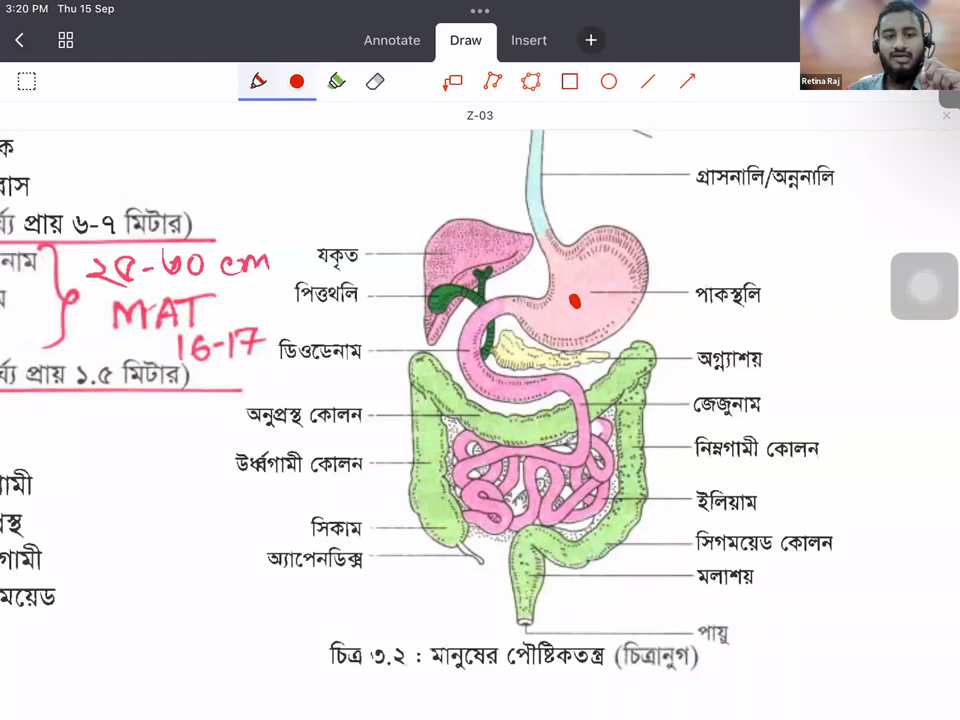 3:20 PM Thu 15 Sep
Annotate Draw Insert
Retina Raj
Z-03
ক
রাস
র্ঘ্য প্রায় ৬-৭ মিটার)
নাম
২৫-৩০ cm
MAT
16-17
র্ঘ্য প্রায় ১.৫ মিটার)
গামী
প্রস্থ
গামী
ময়েড
গ্রাসনালি/অন্ননালি
যকৃত
পিত্তথলি
পাকস্থলি
ডিওডেনাম
অগ্ন্যাশয়
জেজুনাম
অনুপ্রস্থ কোলন
নিম্নগামী কোলন
উর্ধ্বগামী কোলন
ইলিয়াম
সিকাম
সিগময়েড কোলন
অ্যাপেনডিক্স
মলাশয়
পায়ু
চিত্র ৩.২ : মানুষের পৌষ্টিকতন্ত্র (চিত্রানুগ)